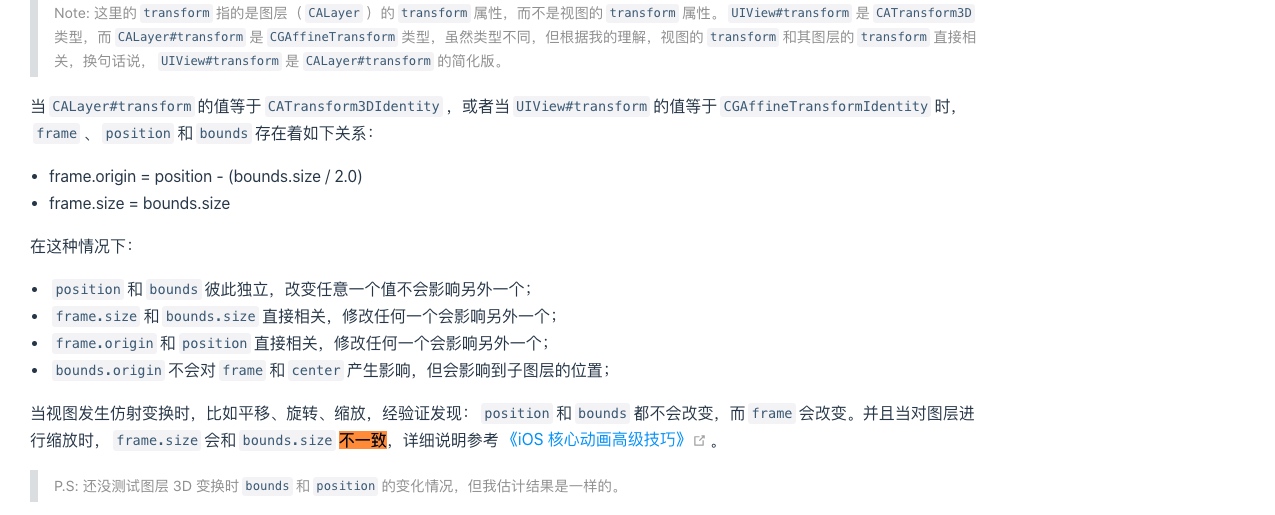 Note: 这里的 transform 指的是图层（ CALayer ）的 transform 属性，而不是视图的 transform 属性。 UIView#transform 是 CATransform3D
类型，而 CALayer#transform 是 CGAffineTransform 类型，虽然类型不同，但根据我的理解，视图的 transform 和其图层的 transform 直接相
关，换句话说， UIView#transform 是 CALayer#transform 的简化版。
当 CALayer#transform 的值等于 CATransform3DIdentity ，或者当 UIView#transform 的值等于 CGAffineTransformIdentity 时，
frame 、 position 和 bounds 存在着如下关系：
• frame.origin = position - (bounds.size / 2.0)
• frame.size = bounds.size
在这种情况下：
• position 和 bounds 彼此独立，改变任意一个值不会影响另外一个；
• frame.size 和 bounds.size 直接相关，修改任何一个会影响另外一个；
• frame.origin 和 position 直接相关，修改任何一个会影响另外一个；
• bounds.origin 不会对 frame 和 center 产生影响，但会影响到子图层的位置；
当视图发生仿射变换时，比如平移、旋转、缩放，经验证发现： position 和 bounds 都不会改变，而 frame 会改变。并且当对图层进
行缩放时， frame.size 会和 bounds.size 不一致，详细说明参考 《iOS 核心动画高级技巧》 。
P.S: 还没测试图层 3D 变换时 bounds 和 position 的变化情况，但我估计结果是一样的。